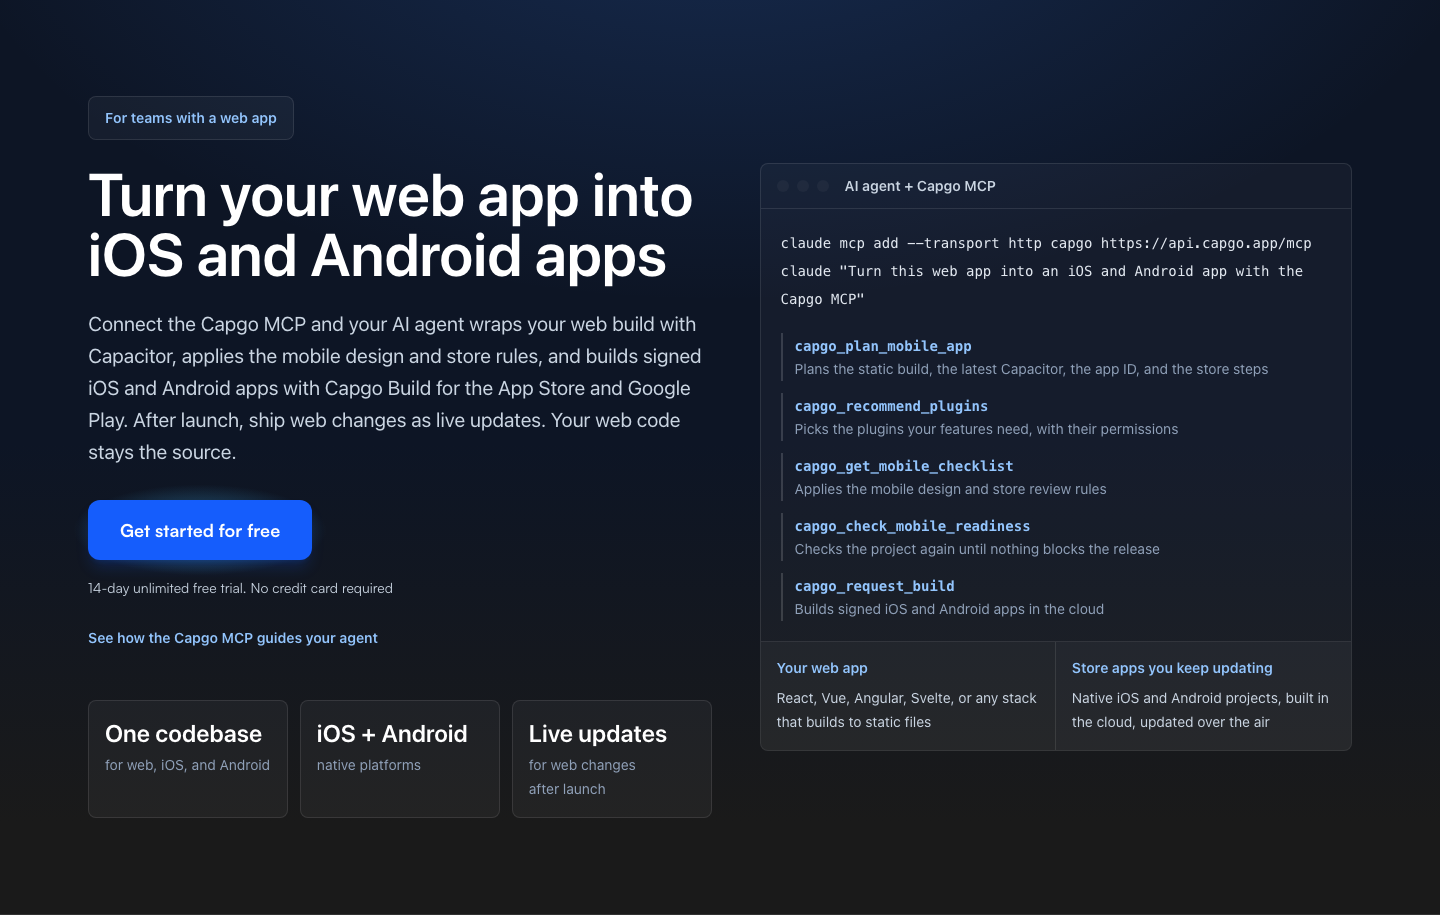 For teams with a web app
Turn your web app into
iOS and Android apps
Connect the Capgo MCP and your AI agent wraps your web build with
Capacitor, applies the mobile design and store rules, and builds signed
iOS and Android apps with Capgo Build for the App Store and Google
Play. After launch, ship web changes as live updates. Your web code
stays the source.
Get started for free
14-day unlimited free trial. No credit card required
See how the Capgo MCP guides your agent
One codebase
for web, iOS, and Android
iOS + Android
native platforms
Live updates
for web changes
after launch
AI agent + Capgo MCP
claude mcp add --transport http capgo https://api.capgo.app/mcp
claude "Turn this web app into an iOS and Android app with the
Capgo MCP"
capgo_plan_mobile_app
Plans the static build, the latest Capacitor, the app ID, and the store steps
capgo_recommend_plugins
Picks the plugins your features need, with their permissions
capgo_get_mobile_checklist
Applies the mobile design and store review rules
capgo_check_mobile_readiness
Checks the project again until nothing blocks the release
capgo_request_build
Builds signed iOS and Android apps in the cloud
Your web app
React, Vue, Angular, Svelte, or any stack
that builds to static files
Store apps you keep updating
Native iOS and Android projects, built in
the cloud, updated over the air